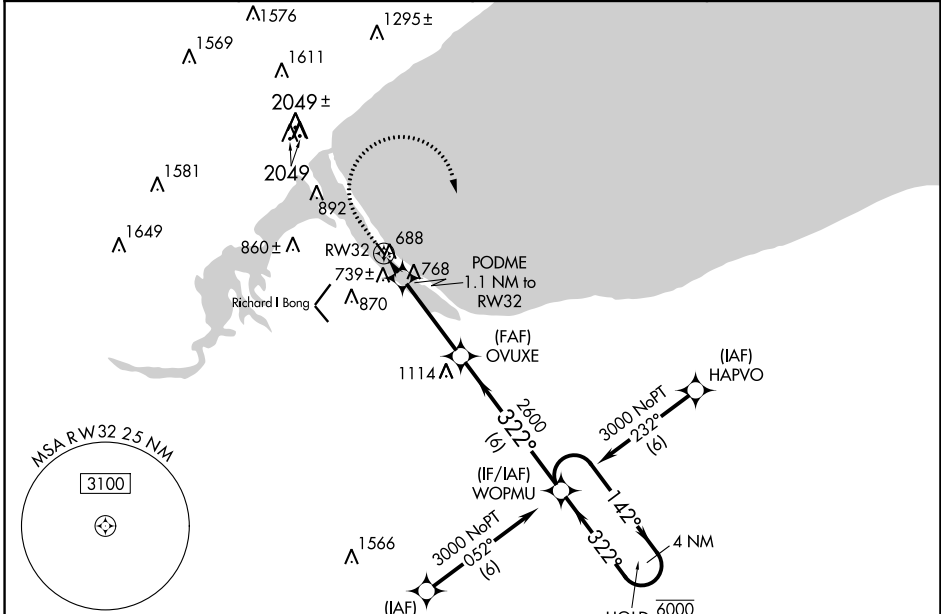 1576
1295±
1569
1611
2049±
2049
1581
892
1649
860±
RW32
688
739±
768
PODME
1.1 NM to
RW32
Richard I Bong
870
(FAF)
OVUXE
1114
(IAF)
HAPVO
2600
322°
(6)
3000 NoPT
232°
(6)
MSA RW32 25 NM
3100
(IF/IAF)
WOPMU
142°
322°
4 NM
1566
3000 NoPT
052°
(6)
(IAF)
HOLD 6000